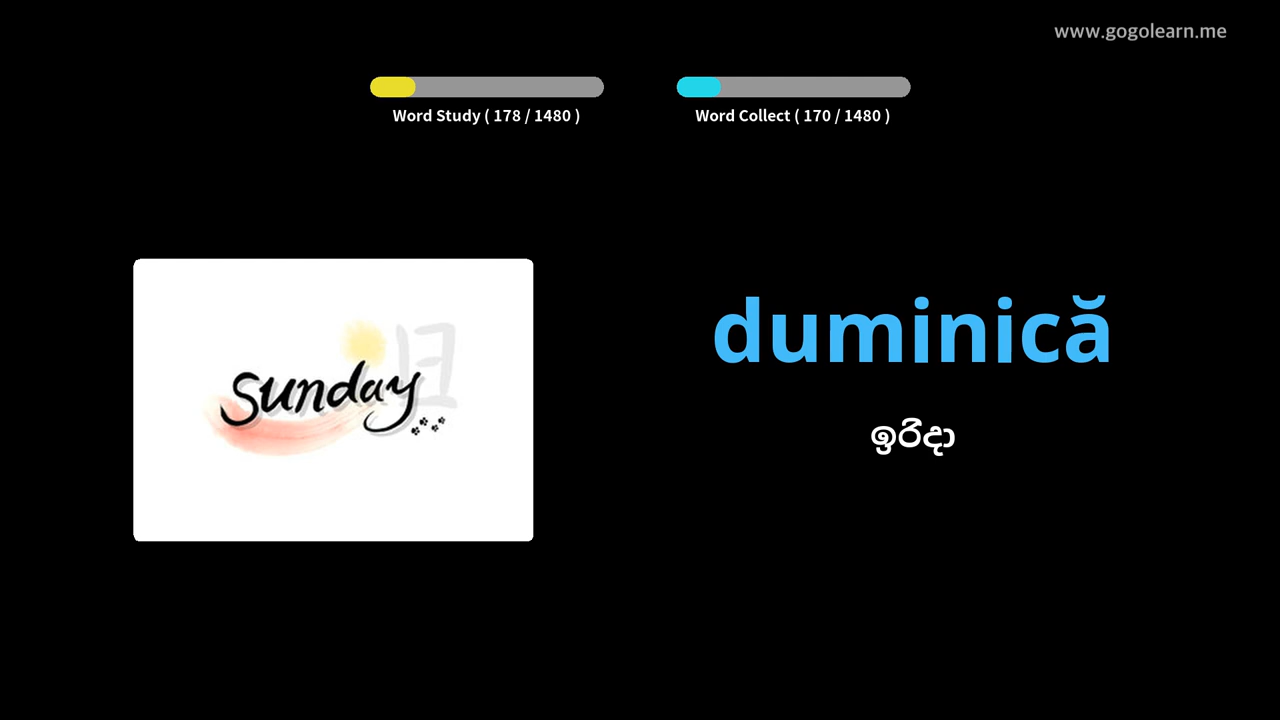 www.gogolearn.me
Word Study ( 178 / 1480 )
Word Collect ( 170 / 1480 )
Sunday
duminică
ඉරිදා